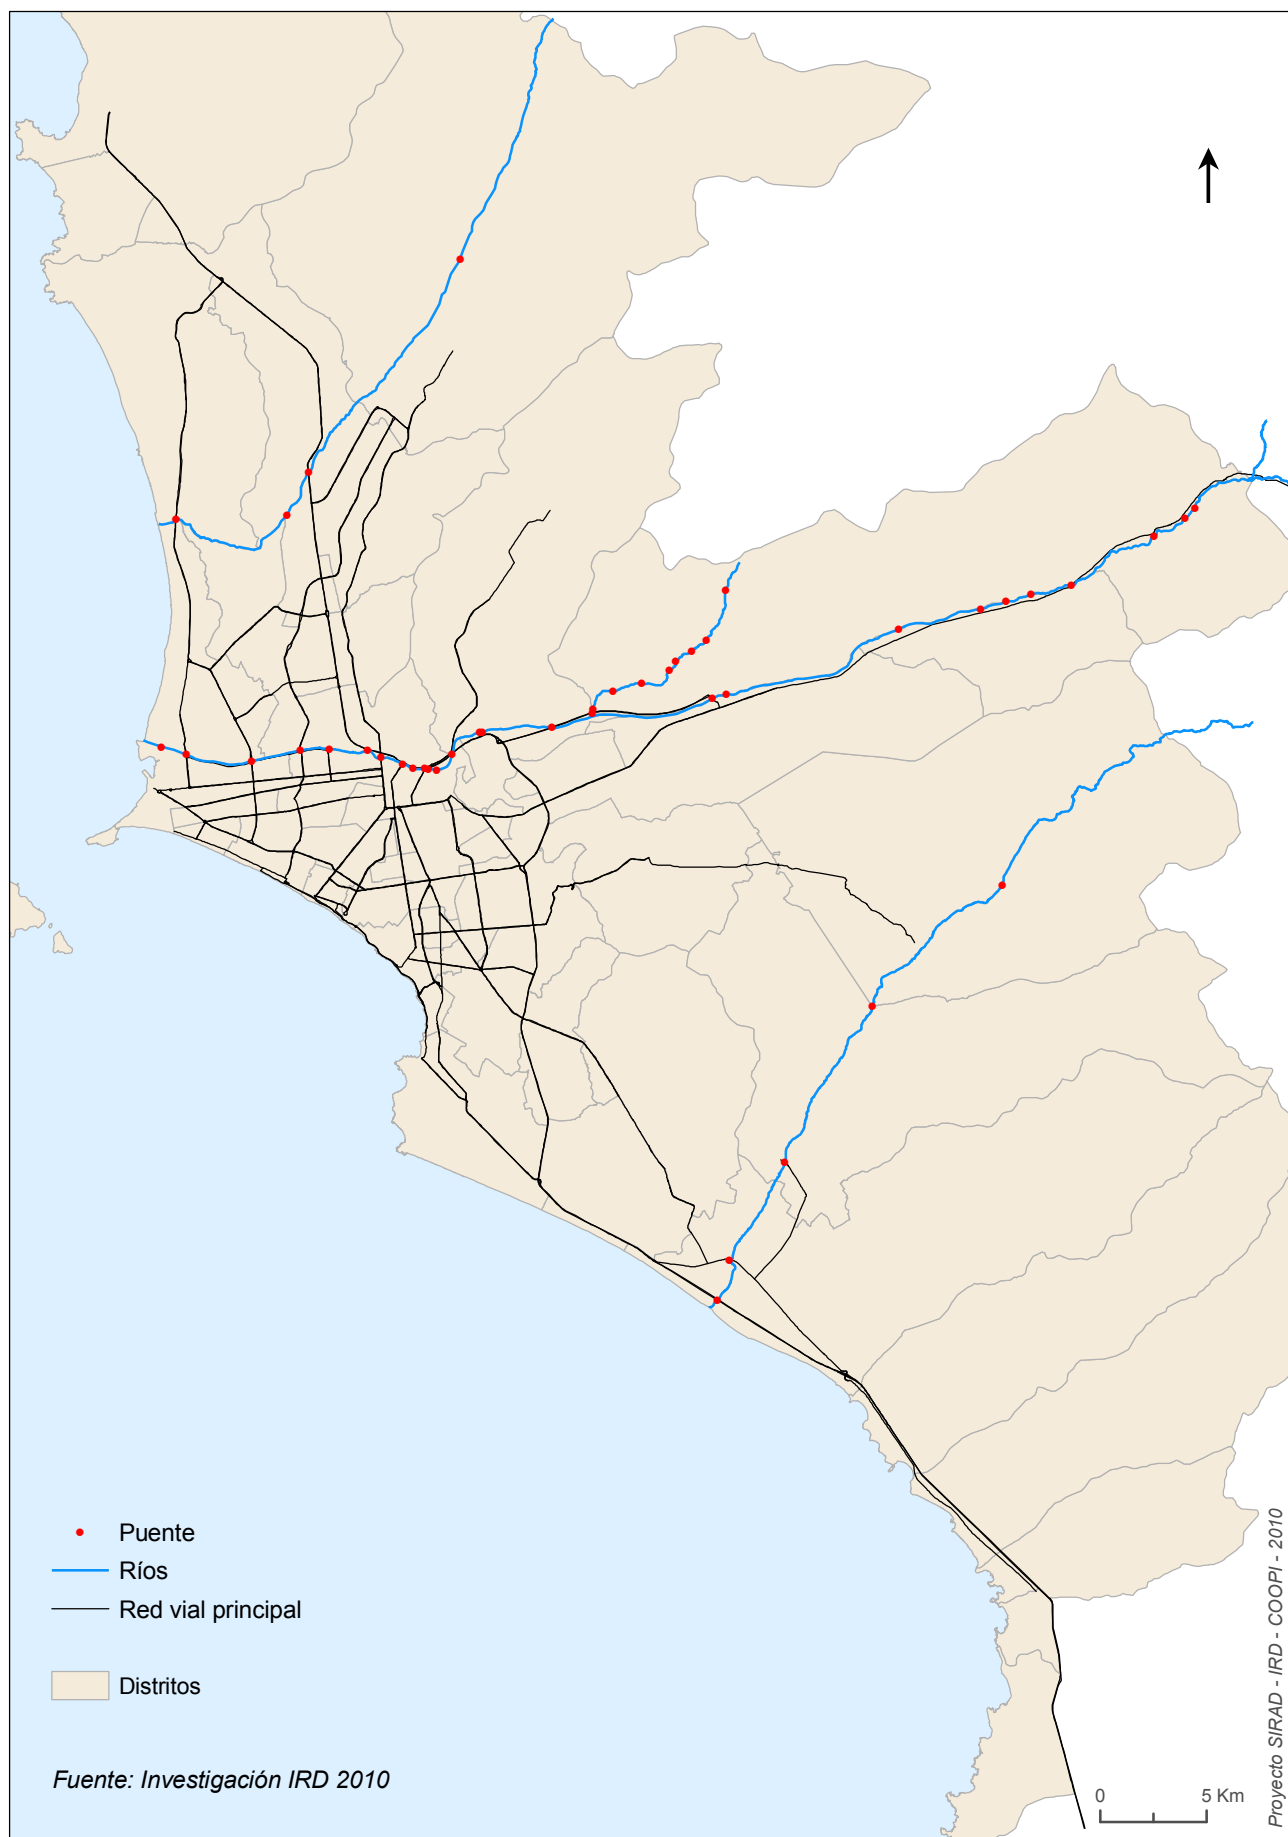 Puente
Ríos
Red vial principal
Distritos
Fuente: Investigación IRD 2010
0 5 Km
Proyecto SIRAD - IRD - COOPI - 2010